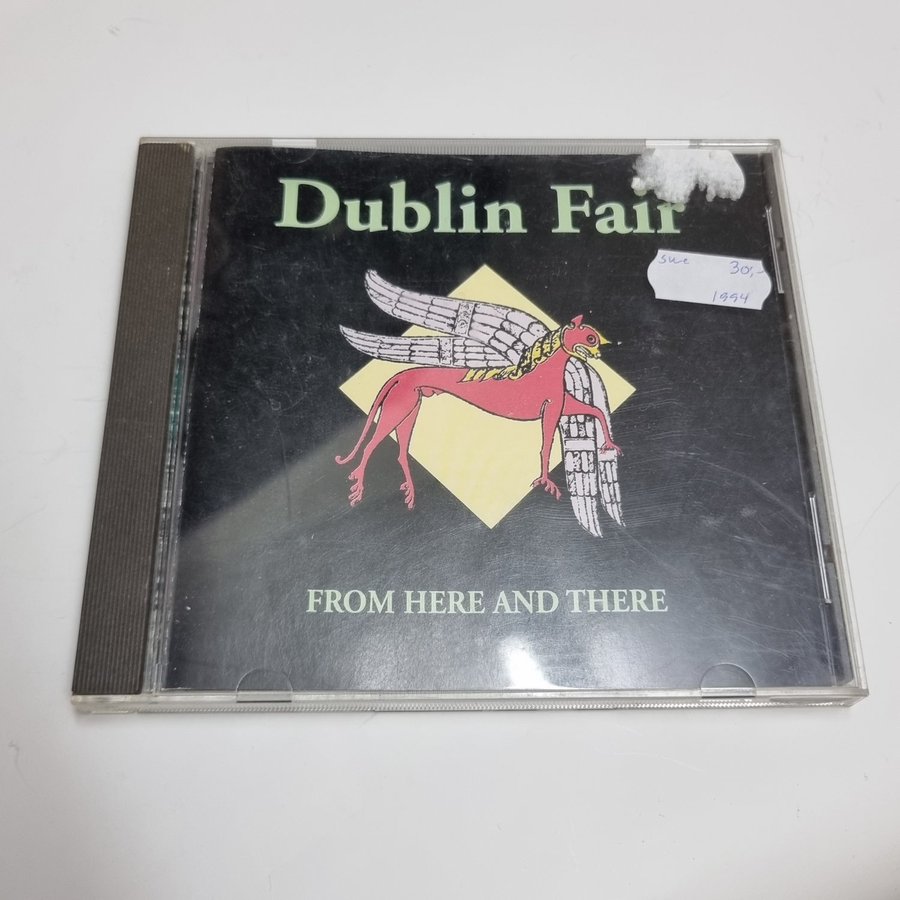 Dublin Fair
swe 30,-
1994
FROM HERE AND THERE